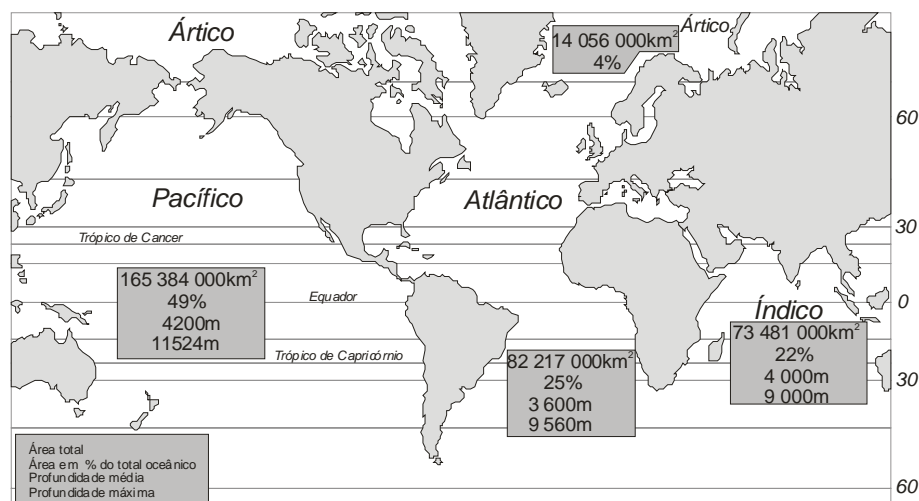 Ártico
Ártico
14 056 000km²
4%
60
Pacífico
Atlântico
30
Trópico de Cancer
165 384 000km²
49%
4200m
11524m
Equador
0
Índico
73 481 000km²
22%
4 000m
9 000m
Trópico de Capricórnio
82 217 000km²
25%
3 600m
9 560m
30
Área total
Área em % do total oceânico
Profundidade média
Profundidade máxima
60